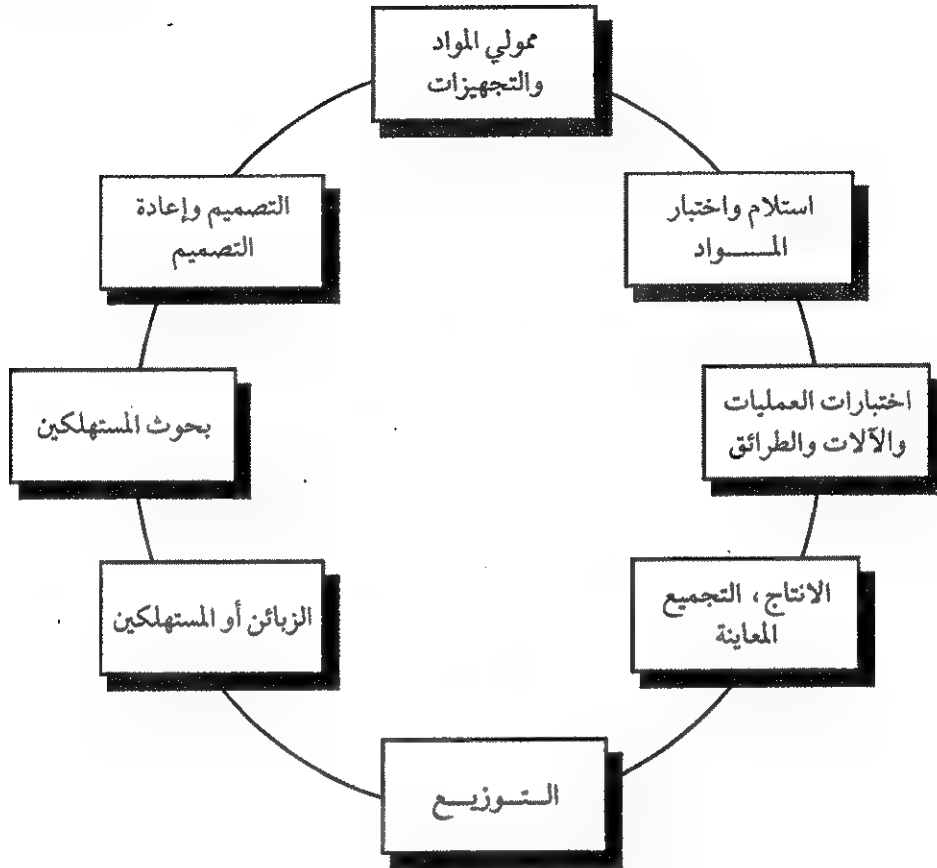 ممولي المواد
والتجهيزات
استلام واختبار
المـــــواد
اختبارات العمليات
والآلات والطرائق
الانتاج ، التجميع
المعاينة
الـــتـــوزيـــع
الزبائن أو المستهلكين
بحوث المستهلكين
التصميم وإعادة
التصميم